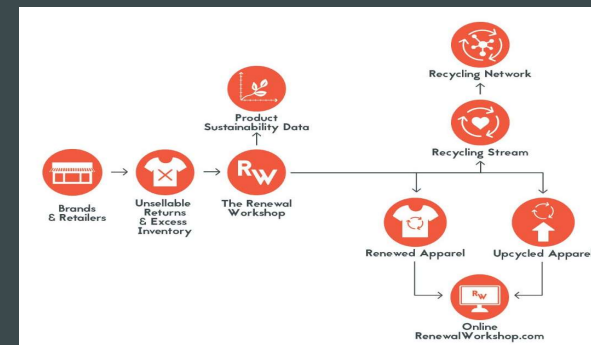 Recycling Network
Product
Sustainability Data
Recycling Stream
RW
Brands
& Retailers
Unsellable
Returns
& Excess
Inventory
The Renewal
Workshop
Renewed Apparel
Upcycled Apparel
RW
Online
RenewalWorkshop.com